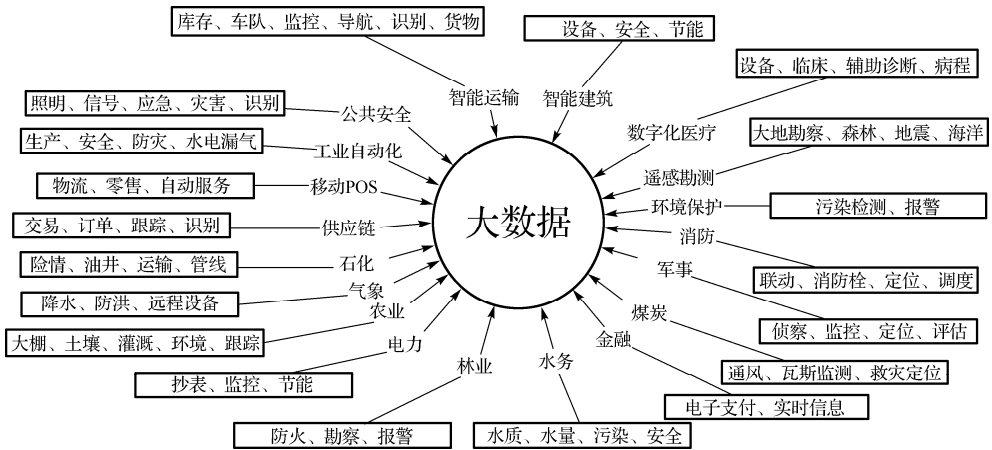 库存、车队、监控、导航、识别、货物
设备、安全、节能
设备、临床、辅助诊断、病程
智能运输
智能建筑
照明、信号、应急、灾害、识别
公共安全
数字化医疗
大地勘察、森林、地震、海洋
生产、安全、防灾、水电漏气
工业自动化
遥感勘测
物流、零售、自动服务
移动POS
环境保护
污染检测、报警
交易、订单、跟踪、识别
供应链
大数据
消防
险情、油井、运输、管线
石化
军事
联动、消防栓、定位、调度
降水、防洪、远程设备
气象
农业
煤炭
侦察、监控、定位、评估
大棚、土壤、灌溉、环境、跟踪
电力
林业
水务
金融
通风、瓦斯监测、救灾定位
抄表、监控、节能
电子支付、实时信息
防火、勘察、报警
水质、水量、污染、安全